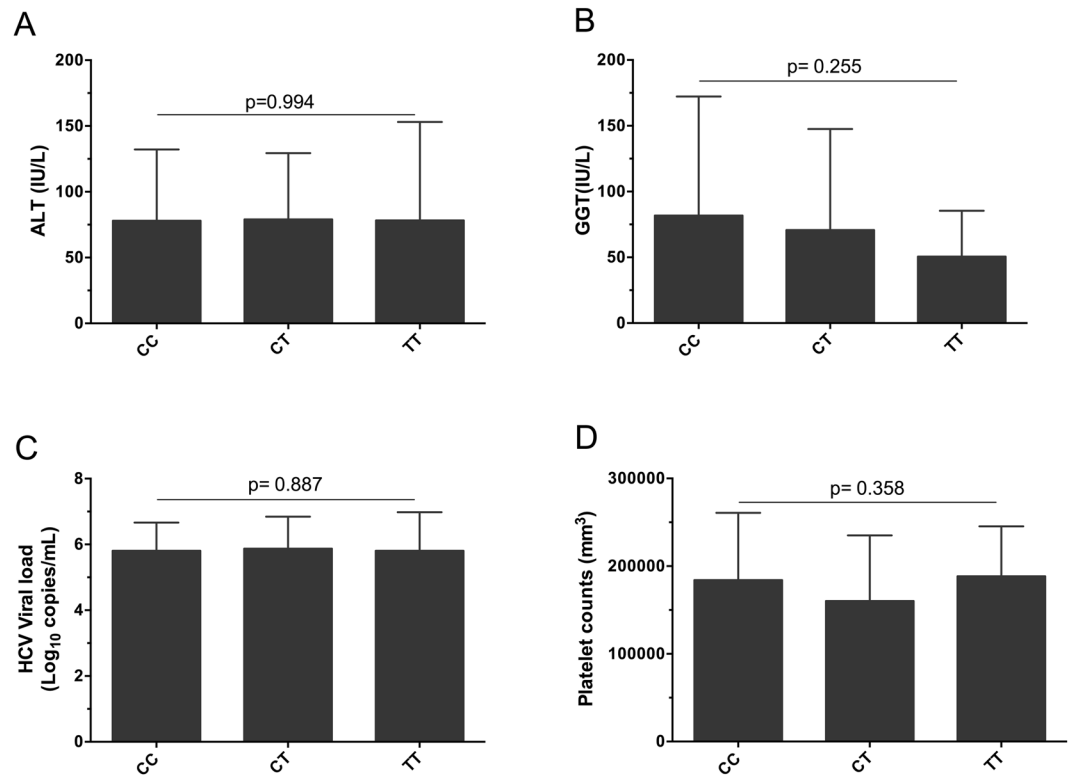 A
200
150
100
50
0
ALT (IU/L)
p=0.994
CC
CT
TT
B
200
150
100
50
0
GGT(IU/L)
p= 0.255
CC
CT
TT
C
8
6
4
2
0
HCV Viral load
(Log₁₀ copies/mL)
p= 0.887
CC
CT
TT
D
300000
200000
100000
0
Platelet counts (mm³)
p= 0.358
CC
CT
TT